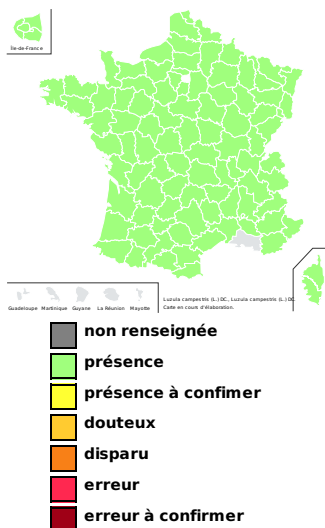 Île-de-France
Guadeloupe Martinique Guyane La Réunion Mayotte
Luzula campestris (L.) DC., Luzula campestris (L.) DC.
Carte en cours d'élaboration.
non renseignée
présence
présence à confimer
douteux
disparu
erreur
erreur à confirmer